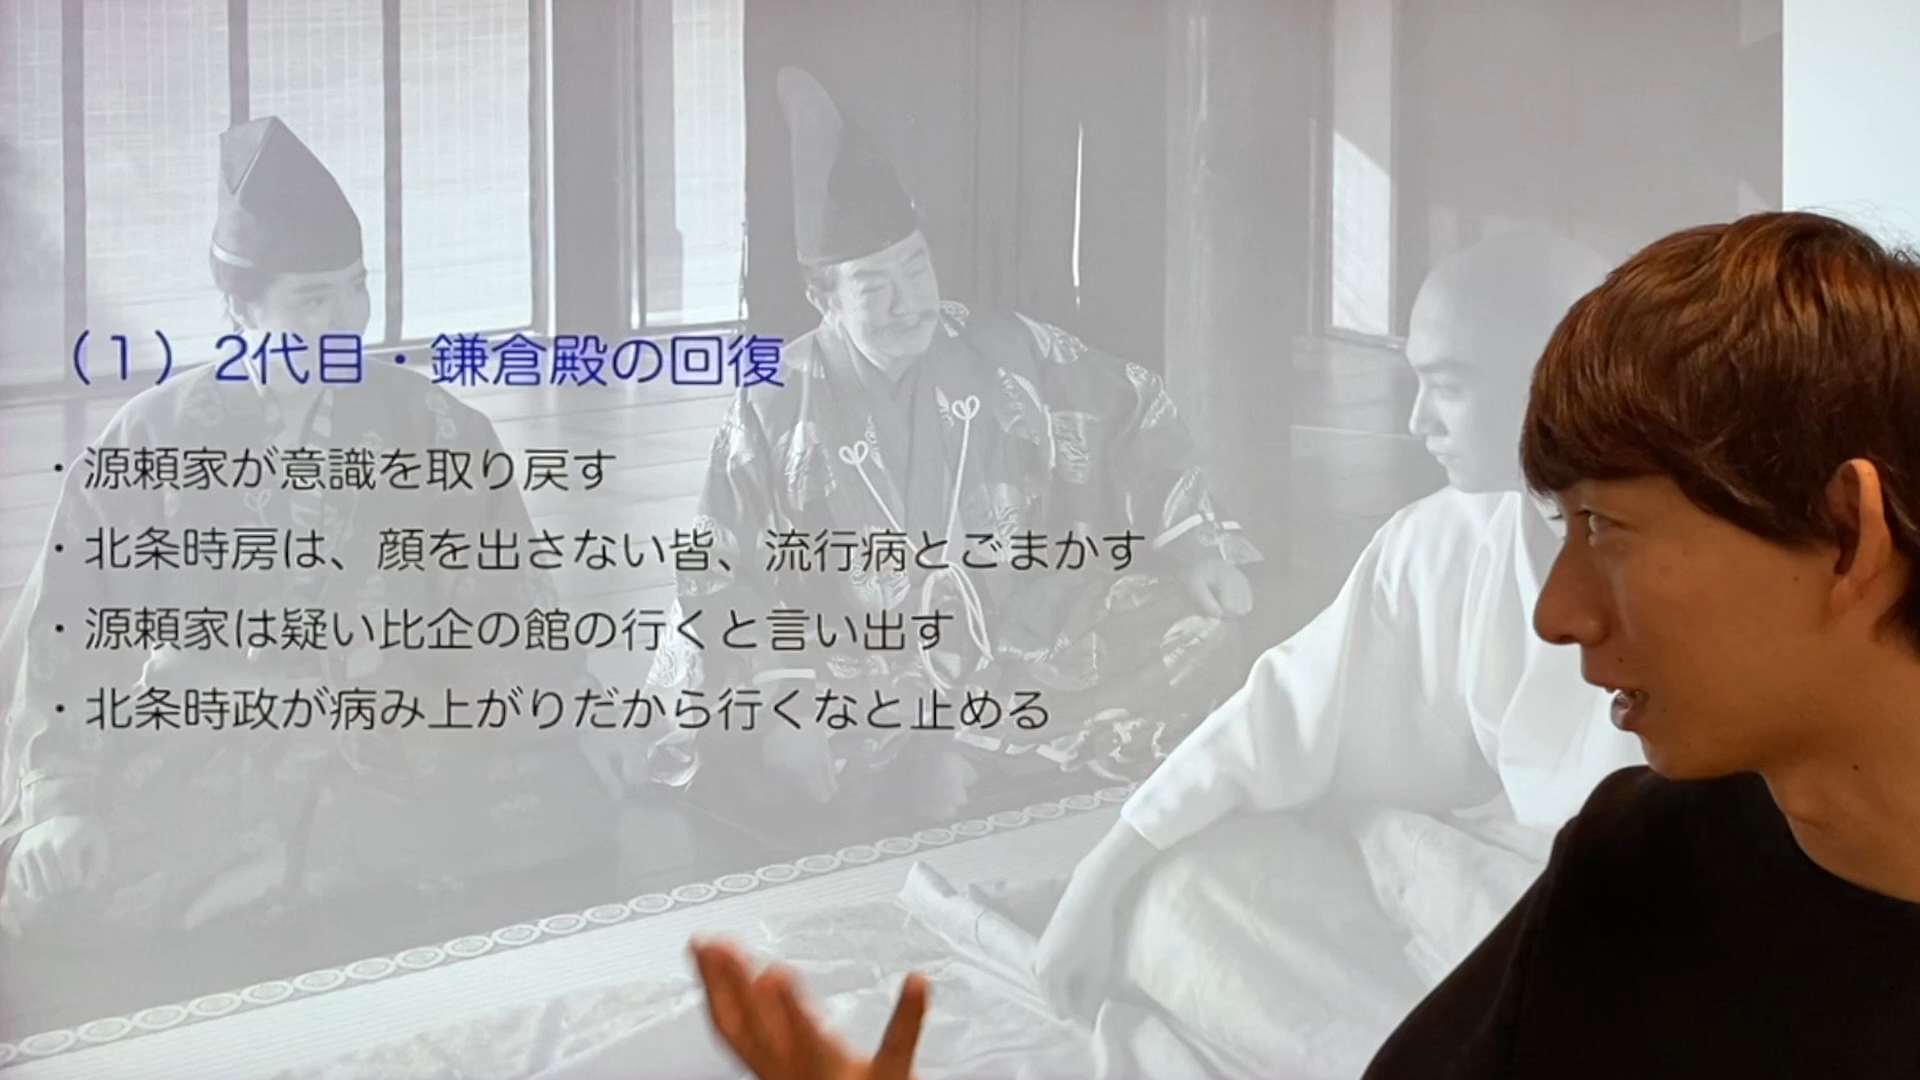 （１）2代目・鎌倉殿の回復
・源頼家が意識を取り戻す
・北条時房は、顔を出さない皆、流行病とごまかす
・源頼家は疑い比企の館の行くと言い出す
・北条時政が病み上がりだから行くなと止める